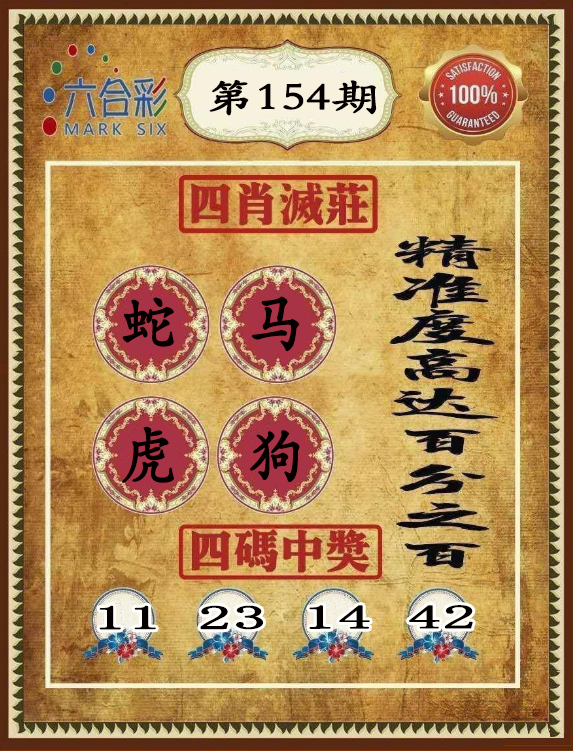 六合彩
MARK SIX
第154期
SATISFACTION
100%
GUARANTEED
四肖滅莊
蛇 马
虎 狗
精准度高达百分之百
四碼中獎
11 23 14 42